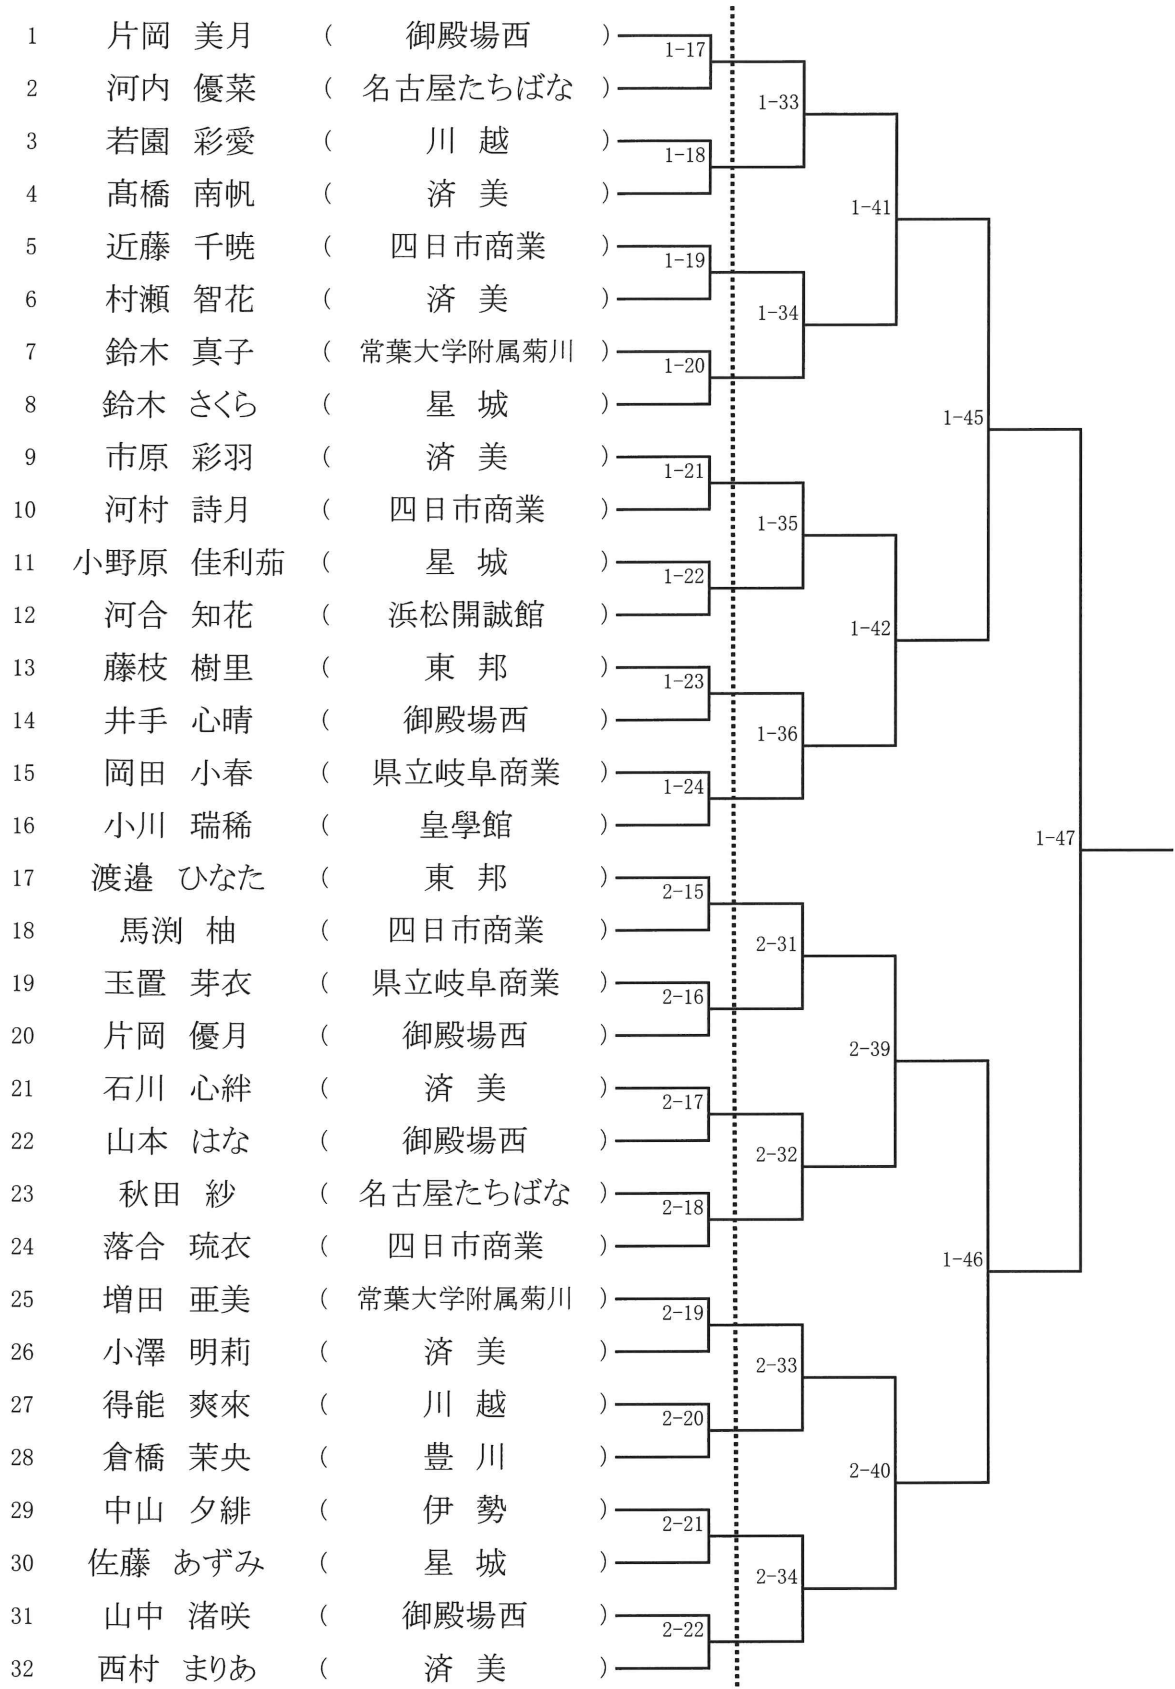 1 片岡 美月 ( 御殿場西 )
1-17
2 河内 優菜 ( 名古屋たちばな )
1-33
3 若園 彩愛 ( 川越 )
1-18
4 髙橋 南帆 ( 済美 )
1-41
5 近藤 千暁 ( 四日市商業 )
1-19
6 村瀬 智花 ( 済美 )
1-34
7 鈴木 真子 ( 常葉大学附属菊川 )
1-20
8 鈴木 さくら ( 星城 )
1-45
9 市原 彩羽 ( 済美 )
1-21
10 河村 詩月 ( 四日市商業 )
1-35
11 小野原 佳利茄 ( 星城 )
1-22
12 河合 知花 ( 浜松開誠館 )
1-42
13 藤枝 樹里 ( 東邦 )
1-23
14 井手 心晴 ( 御殿場西 )
1-36
15 岡田 小春 ( 県立岐阜商業 )
1-24
16 小川 瑞稀 ( 皇學館 )
1-47
17 渡邉 ひなた ( 東邦 )
2-15
18 馬渕 柚 ( 四日市商業 )
2-31
19 玉置 芽衣 ( 県立岐阜商業 )
2-16
20 片岡 優月 ( 御殿場西 )
2-39
21 石川 心絆 ( 済美 )
2-17
22 山本 はな ( 御殿場西 )
2-32
23 秋田 紗 ( 名古屋たちばな )
2-18
24 落合 琉衣 ( 四日市商業 )
1-46
25 増田 亜美 ( 常葉大学附属菊川 )
2-19
26 小澤 明莉 ( 済美 )
2-33
27 得能 爽來 ( 川越 )
2-20
28 倉橋 茉央 ( 豊川 )
2-40
29 中山 夕緋 ( 伊勢 )
2-21
30 佐藤 あずみ ( 星城 )
2-34
31 山中 渚咲 ( 御殿場西 )
2-22
32 西村 まりあ ( 済美 )